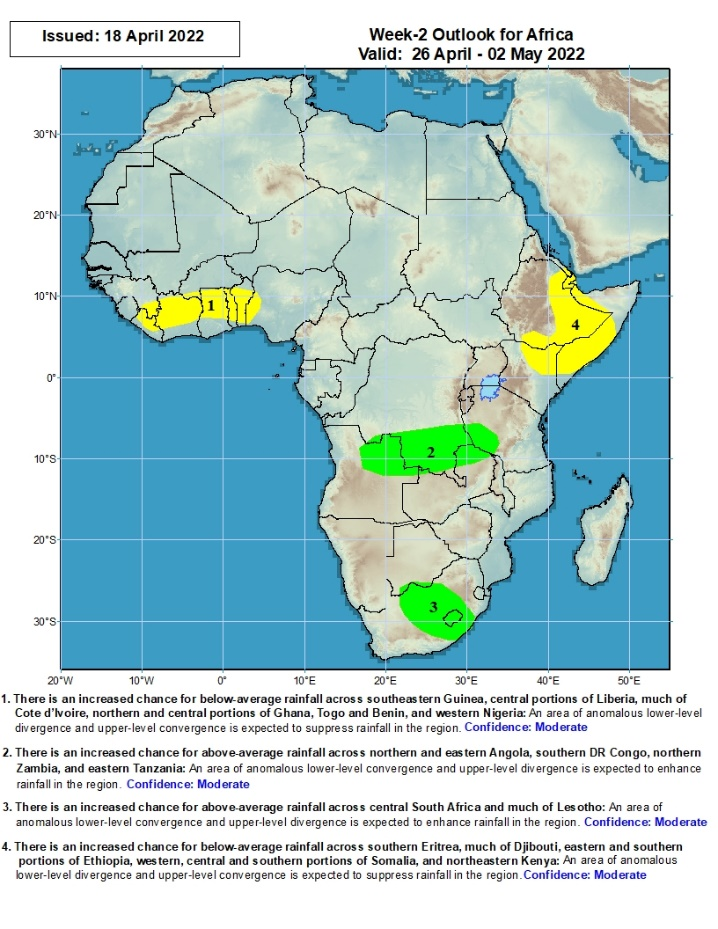 Issued: 18 April 2022
Week-2 Outlook for Africa
Valid: 26 April - 02 May 2022
30°N
20°N
10°N
0°
10°S
20°S
30°S
1
4
2
3
20°W 10°W 0° 10°E 20°E 30°E 40°E 50°E
1. There is an increased chance for below-average rainfall across southeastern Guinea, central portions of Liberia, much of
Cote d'Ivoire, northern and central portions of Ghana, Togo and Benin, and western Nigeria: An area of anomalous lower-level
divergence and upper-level convergence is expected to suppress rainfall in the region. Confidence: Moderate
2. There is an increased chance for above-average rainfall across northern and eastern Angola, southern DR Congo, northern
Zambia, and eastern Tanzania: An area of anomalous lower-level convergence and upper-level divergence is expected to enhance
rainfall in the region. Confidence: Moderate
3. There is an increased chance for above-average rainfall across central South Africa and much of Lesotho: An area of
anomalous lower-level convergence and upper-level divergence is expected to enhance rainfall in the region. Confidence: Moderate
4. There is an increased chance for below-average rainfall across southern Eritrea, much of Djibouti, eastern and southern
portions of Ethiopia, western, central and southern portions of Somalia, and northeastern Kenya: An area of anomalous
lower-level divergence and upper-level convergence is expected to suppress rainfall in the region. Confidence: Moderate